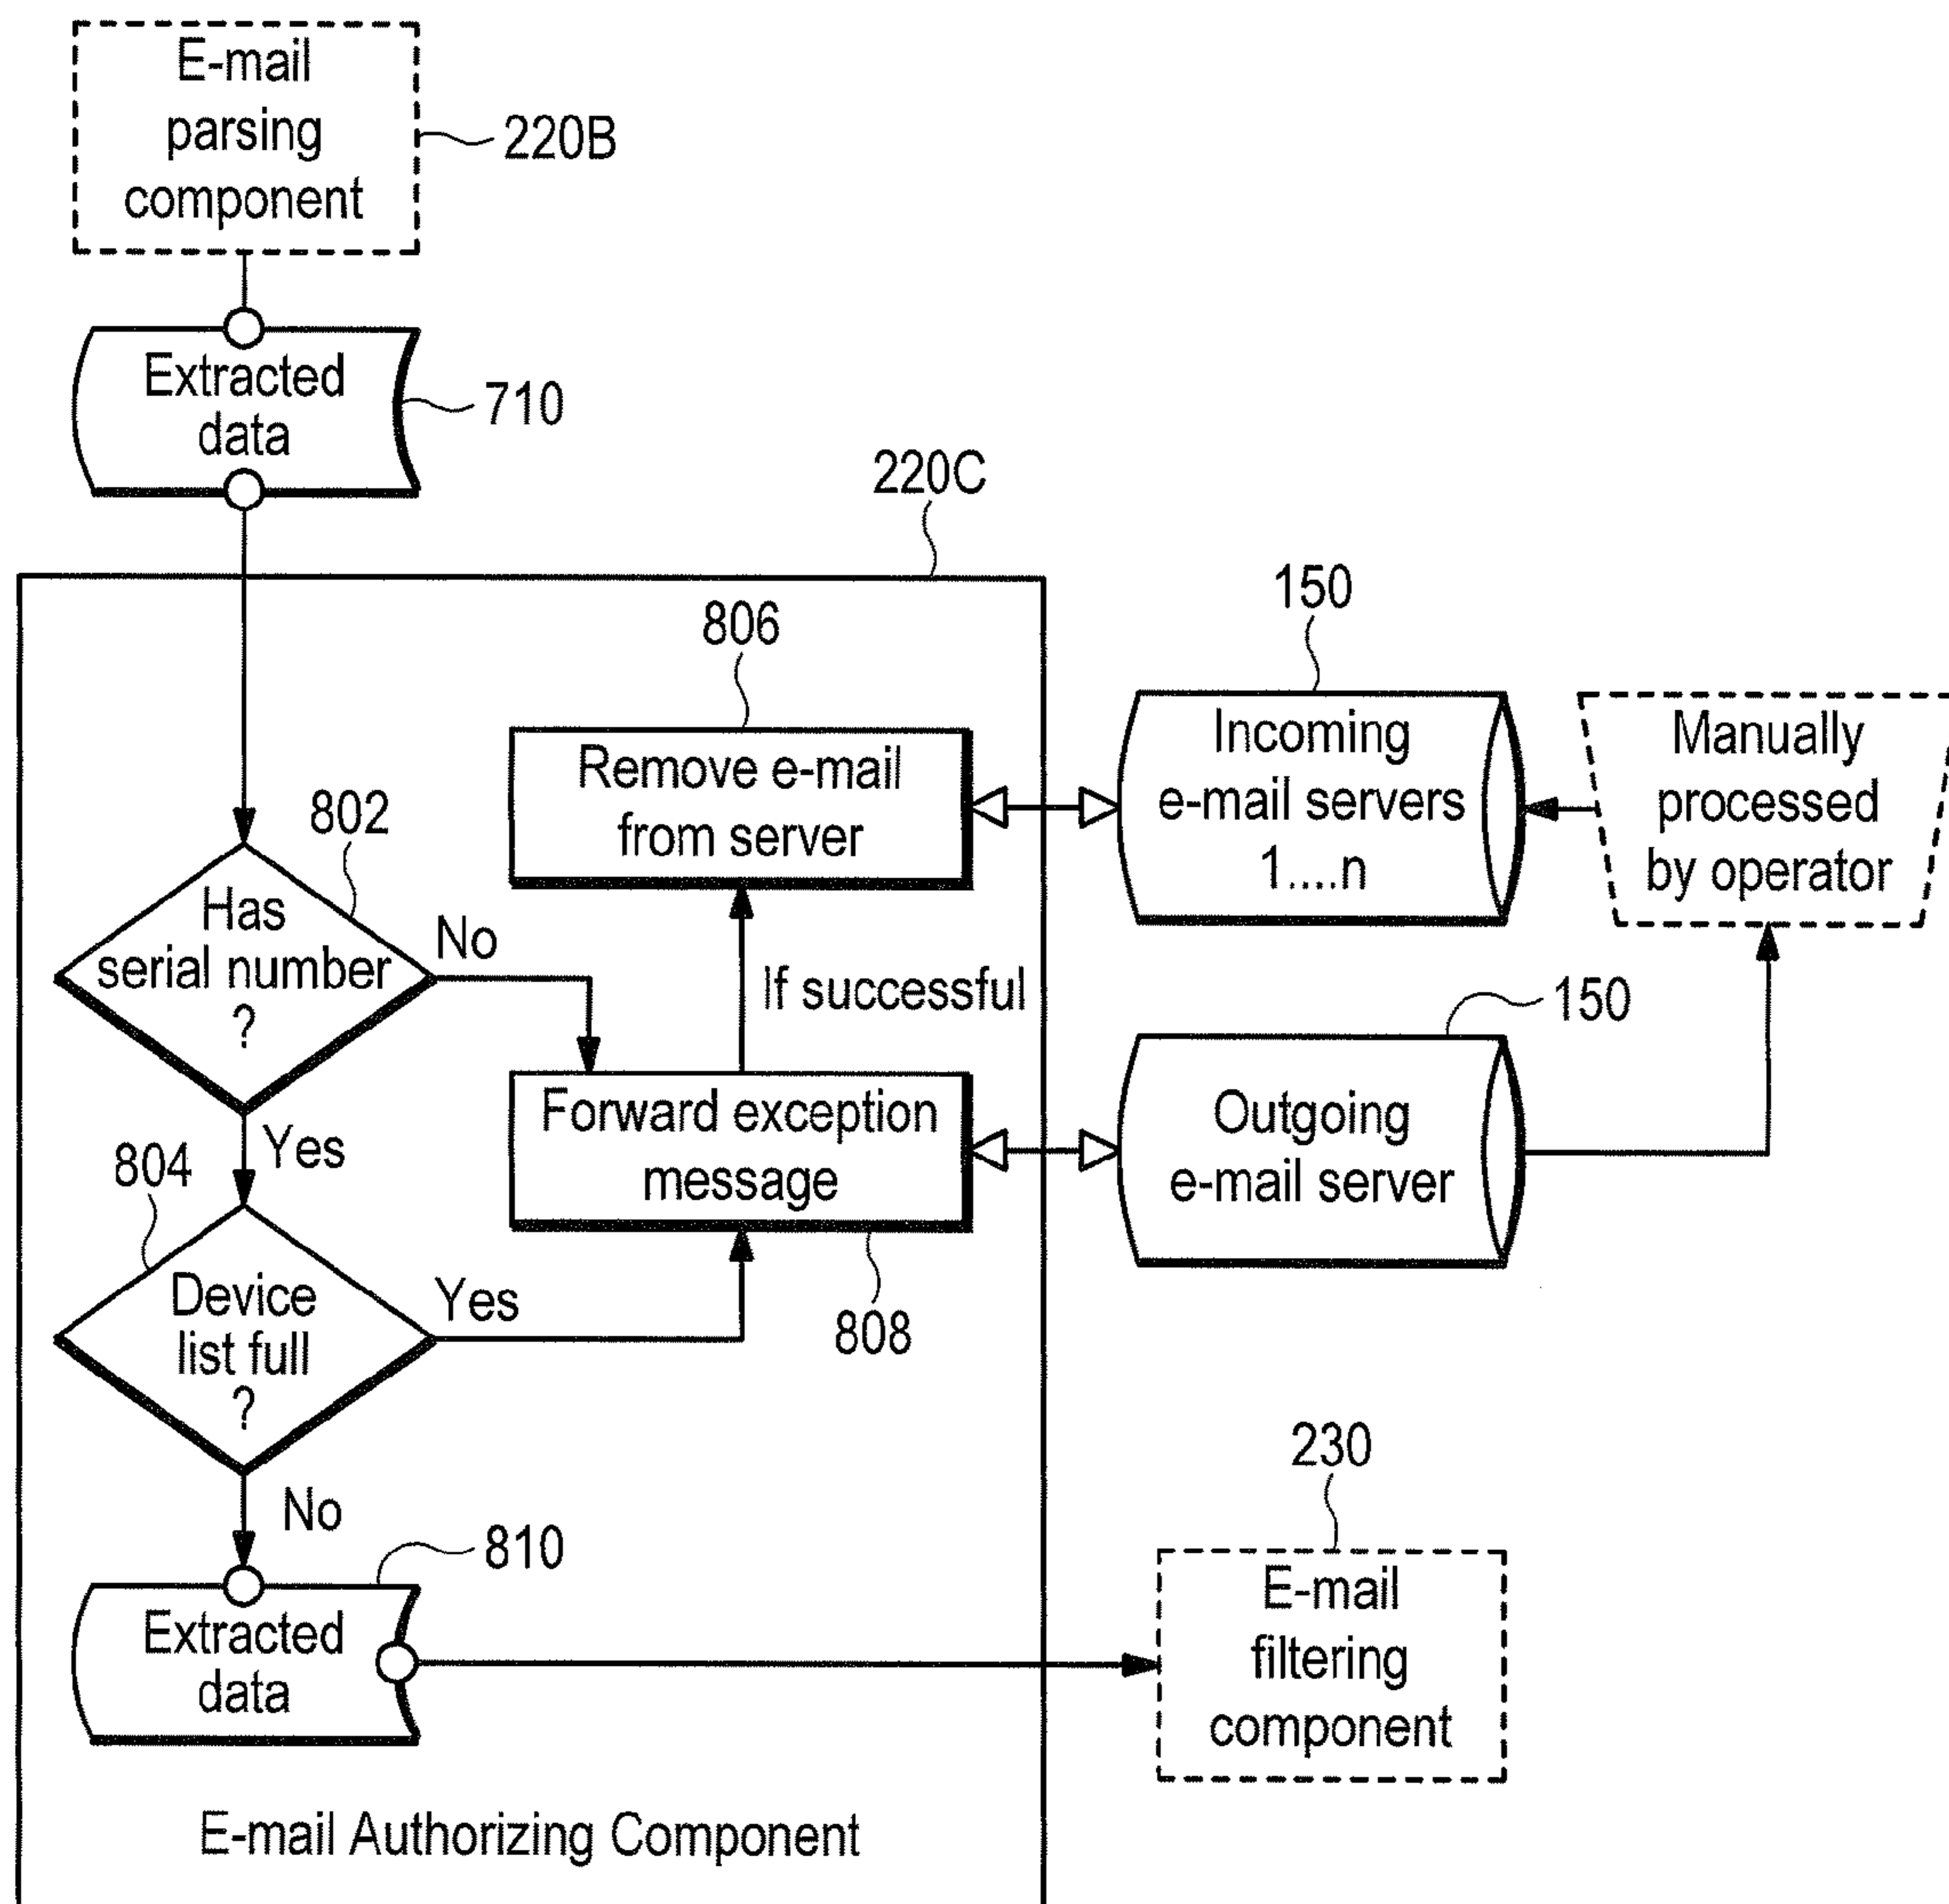 E-mail
parsing
component
220B
Extracted
data
710
220C
806
150
Remove e-mail
from server
Incoming
e-mail servers
1....n
Manually
processed
by operator
802
Has
serial number
?
No
If successful
150
Yes
Forward exception
message
Outgoing
e-mail server
804
Device
list full
?
Yes
808
No
810
230
Extracted
data
E-mail
filtering
component
E-mail Authorizing Component